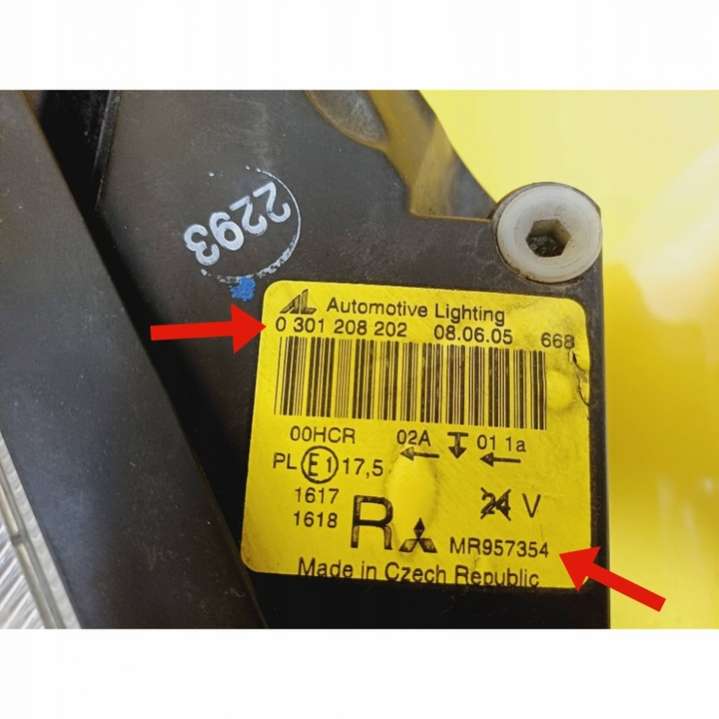 2293
AL Automotive Lighting
0 301 208 202 08.06.05 668
00HCR 02A 01 1a
PL E1 17,5
1617
1618
24 V
R MR957354
Made in Czech Republic